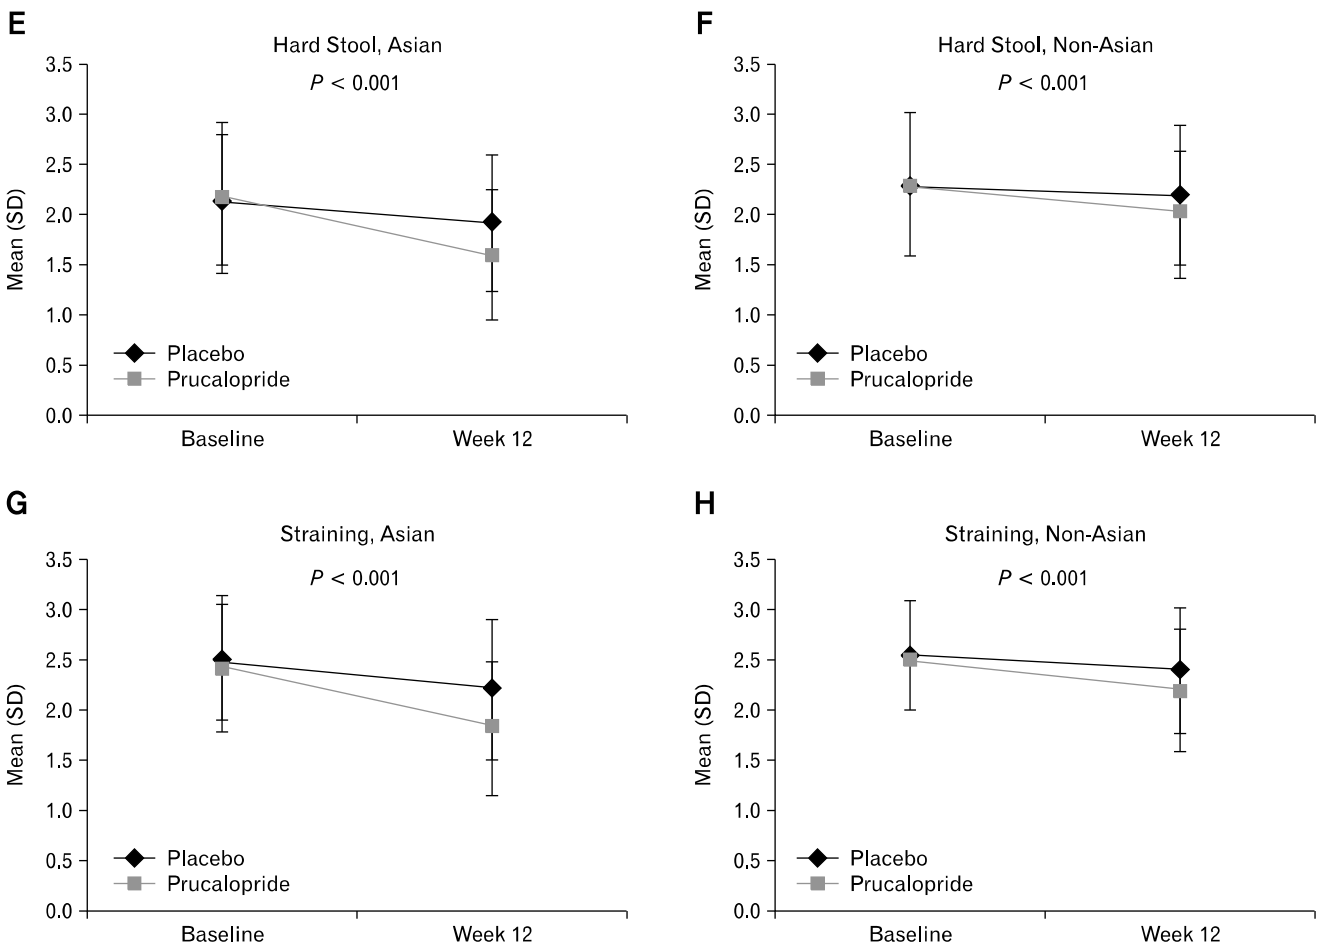 E
Hard Stool, Asian
P < 0.001
3.5
3.0
2.5
2.0
1.5
1.0
0.5
0.0
Mean (SD)
Placebo
Prucalopride
Baseline Week 12
F
Hard Stool, Non-Asian
P < 0.001
3.5
3.0
2.5
2.0
1.5
1.0
0.5
0.0
Mean (SD)
Placebo
Prucalopride
Baseline Week 12
G
Straining, Asian
P < 0.001
3.5
3.0
2.5
2.0
1.5
1.0
0.5
0.0
Mean (SD)
Placebo
Prucalopride
Baseline Week 12
H
Straining, Non-Asian
P < 0.001
3.5
3.0
2.5
2.0
1.5
1.0
0.5
0.0
Mean (SD)
Placebo
Prucalopride
Baseline Week 12